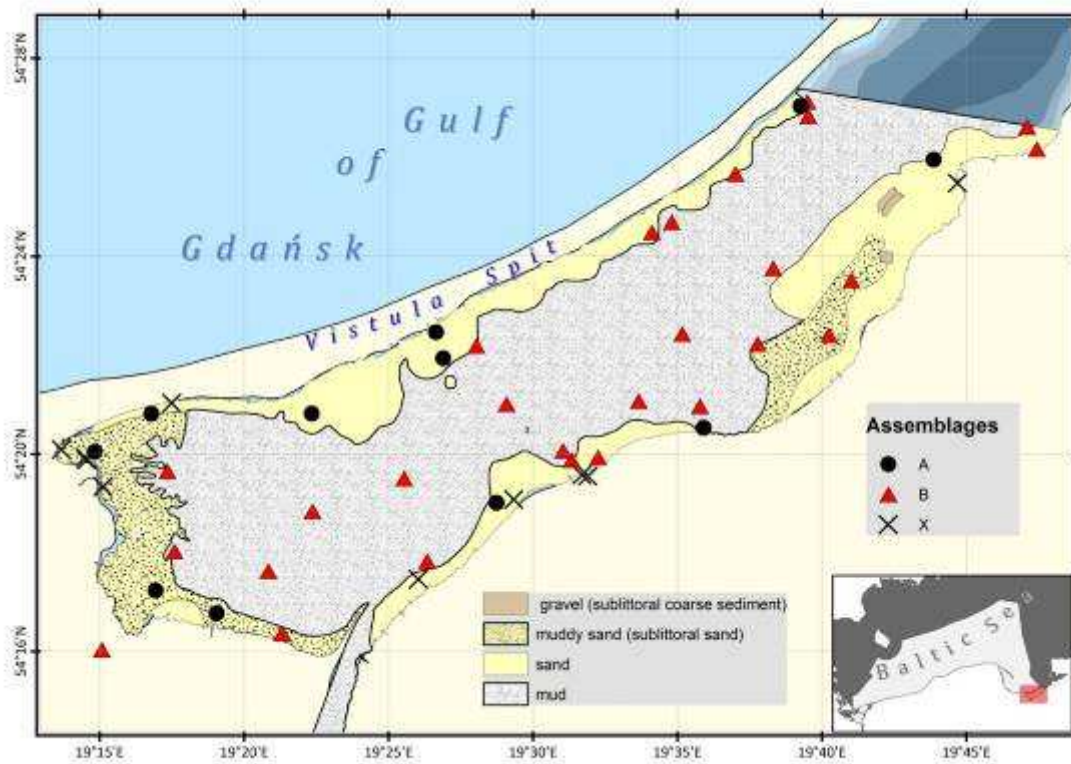 54°28'N
54°24'N
54°20'N
54°16'N
Gulf
of
Gdańsk
Vistula Spit
Assemblages
A
B
X
gravel (sublittoral coarse sediment)
muddy sand (sublittoral sand)
sand
mud
Baltic Sea
19°15'E 19°20'E 19°25'E 19°30'E 19°35'E 19°40'E 19°45'E